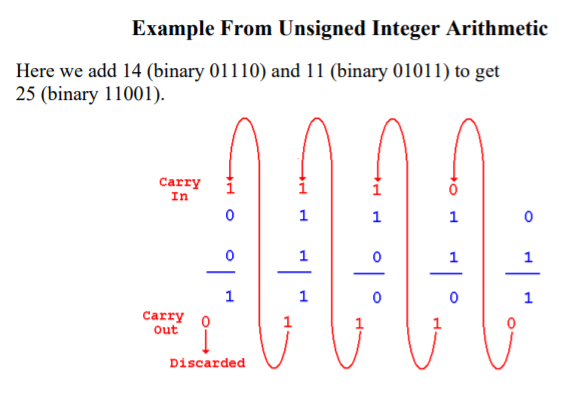 Example From Unsigned Integer Arithmetic
Here we add 14 (binary 01110) and 11 (binary 01011) to get
25 (binary 11001).
Carry In 1 1 1 0
0 1 1 1 0
0 1 0 1 1
1 1 0 0 1
Carry Out 0 1 1 1 0
Discarded